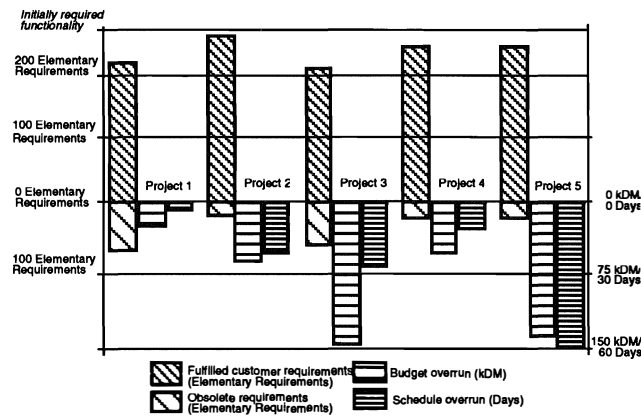 Initially required
functionality
200 Elementary
Requirements
100 Elementary
Requirements
0 Elementary
Requirements
100 Elementary
Requirements
Project 1
Project 2
Project 3
Project 4
Project 5
0 kDM/
0 Days
75 kDM/
30 Days
150 kDM/
60 Days
Fulfilled customer requirements
(Elementary Requirements)
Obsolete requirements
(Elementary Requirements)
Budget overrun (kDM)
Schedule overrun (Days)